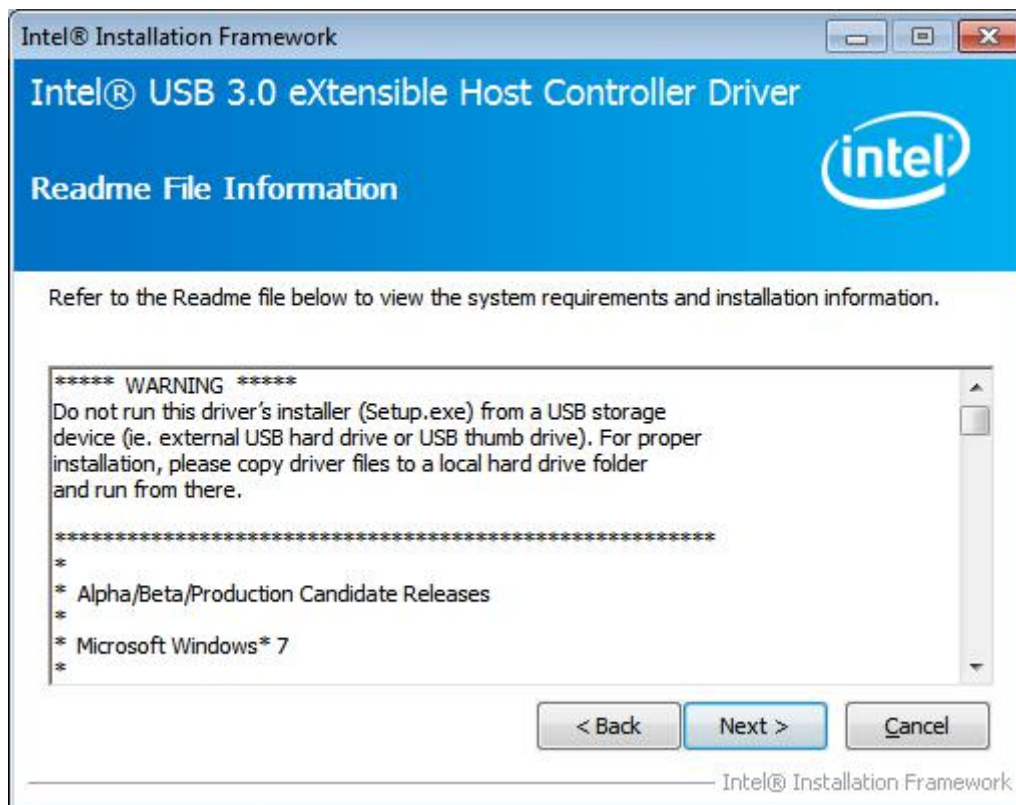 Intel® Installation Framework
Intel® USB 3.0 eXtensible Host Controller Driver
intel
Readme File Information
Refer to the Readme file below to view the system requirements and installation information.
***** WARNING *****
Do not run this driver’s installer (Setup.exe) from a USB storage
device (ie. external USB hard drive or USB thumb drive). For proper
installation, please copy driver files to a local hard drive folder
and run from there.
*******************************************************
*
* Alpha/Beta/Production Candidate Releases
*
* Microsoft Windows* 7
*
< Back
Next >
Cancel
Intel® Installation Framework